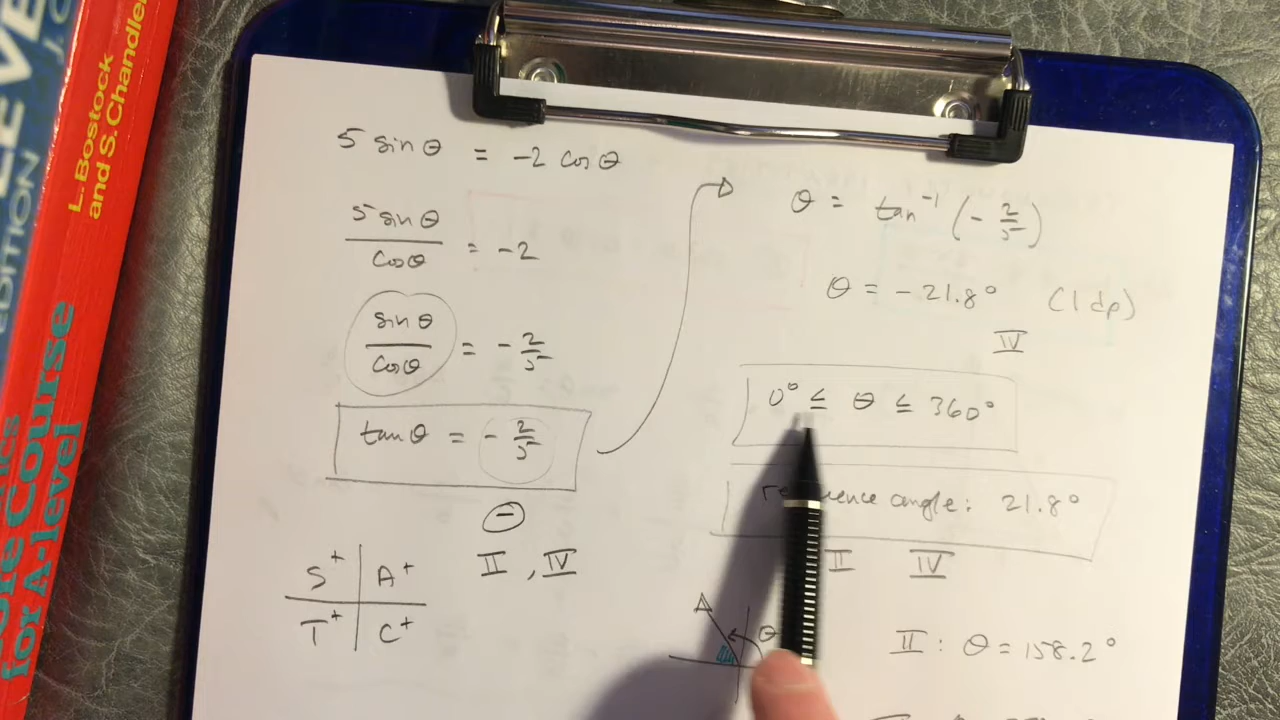 EDITION
L. Bostock
and S. Chandler
Course
for A-level
5 sin θ = -2 cos θ
5 sin θ / cos θ = -2
sin θ / cos θ = - 2/5
tan θ = - 2/5
-
II , IV
S+ A+
T+ C+
θ = tan⁻¹ (- 2/5)
θ = -21.8° (1 dp)
IV
0° ≤ θ ≤ 360°
angle: 21.8°
II IV
θ
II : θ = 158.2°